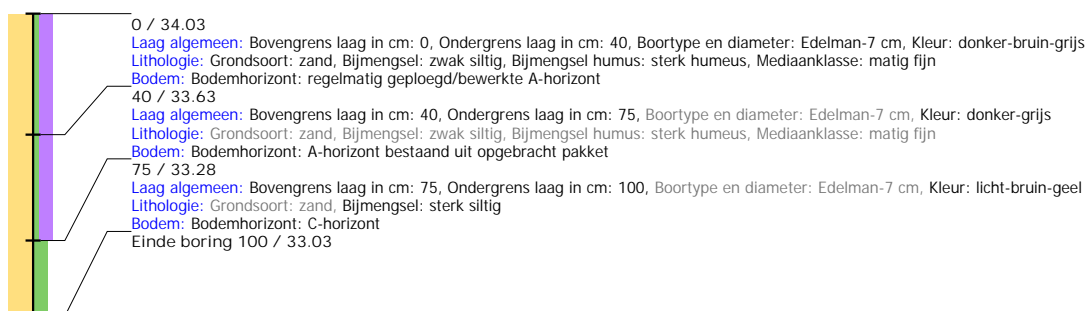 0 / 34.03
Laag algemeen: Bovengrens laag in cm: 0, Ondergrens laag in cm: 40, Boortype en diameter: Edelman-7 cm, Kleur: donker-bruin-grijs
Lithologie: Grondsoort: zand, Bijmengsel: zwak siltig, Bijmengsel humus: sterk humeus, Mediaanklasse: matig fijn
Bodem: Bodemhorizont: regelmatig geploegd/bewerkte A-horizont
40 / 33.63
Laag algemeen: Bovengrens laag in cm: 40, Ondergrens laag in cm: 75, Boortype en diameter: Edelman-7 cm, Kleur: donker-grijs
Lithologie: Grondsoort: zand, Bijmengsel: zwak siltig, Bijmengsel humus: sterk humeus, Mediaanklasse: matig fijn
Bodem: Bodemhorizont: A-horizont bestaand uit opgebracht pakket
75 / 33.28
Laag algemeen: Bovengrens laag in cm: 75, Ondergrens laag in cm: 100, Boortype en diameter: Edelman-7 cm, Kleur: licht-bruin-geel
Lithologie: Grondsoort: zand, Bijmengsel: sterk siltig
Bodem: Bodemhorizont: C-horizont
Einde boring 100 / 33.03